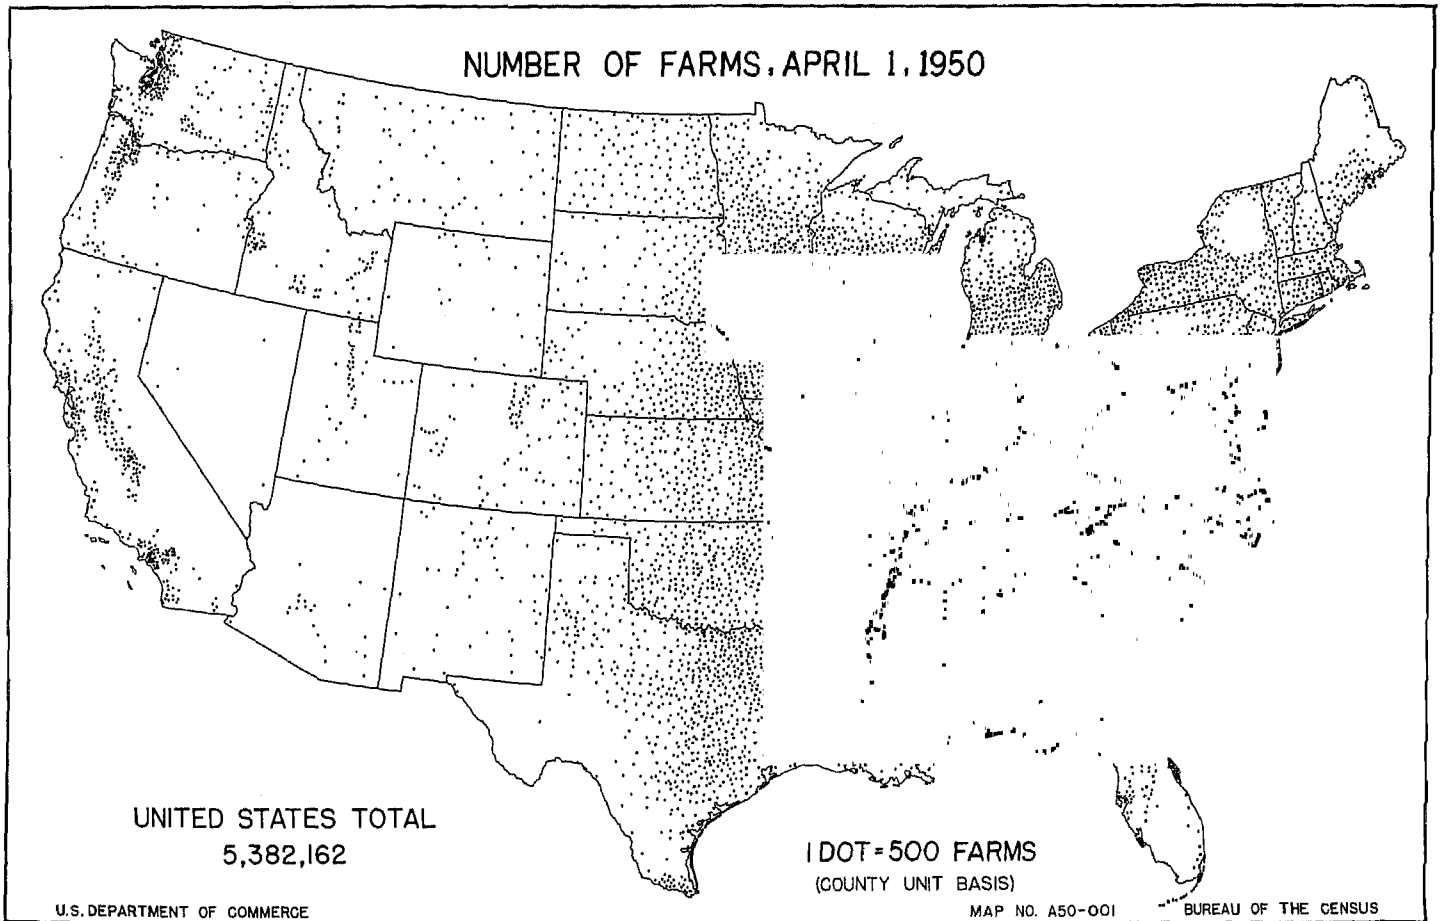 NUMBER OF FARMS, APRIL 1, 1950
UNITED STATES TOTAL
5,382,162
1 DOT = 500 FARMS
(COUNTY UNIT BASIS)
U.S. DEPARTMENT OF COMMERCE
MAP NO. A50-001
BUREAU OF THE CENSUS